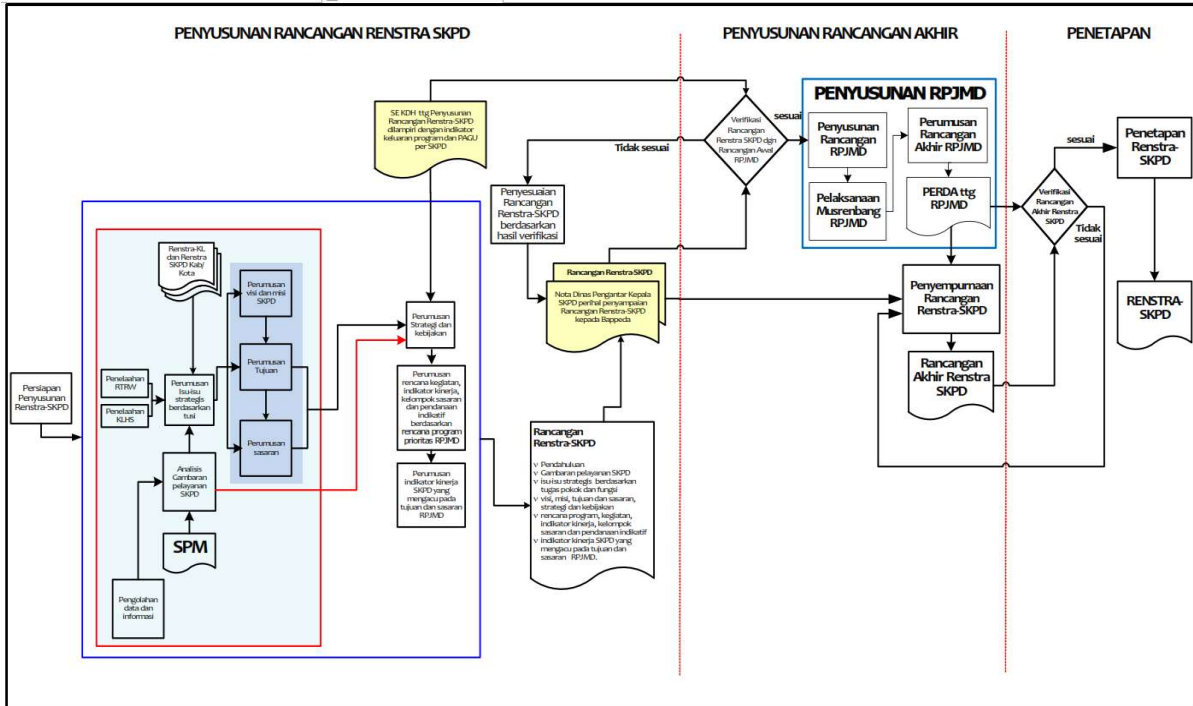 PENYUSUNAN RANCANGAN RENSTRA SKPD
PENYUSUNAN RANCANGAN AKHIR
PENETAPAN
SE KDH ttg Penyusunan
Rancangan Renstra-SKPD
dilampiri dengan indikator
keluaran program dan PAGU
per SKPD
Verifikasi
Rancangan
Renstra SKPD dgn
Rancangan Awal
RPJMD
sesuai
Tidak sesuai
PENYUSUNAN RPJMD
Penyusunan
Rancangan
RPJMD
Perumusan
Rancangan
Akhir RPJMD
Pelaksanaan
Musrenbang
RPJMD
PERDA ttg
RPJMD
sesuai
Verifikasi
Rancangan
Akhir Renstra
SKPD
Tidak
sesuai
Penetapan
Renstra-
SKPD
RENSTRA-
SKPD
Penyesuaian
Rancangan
Renstra-SKPD
berdasarkan
hasil verifikasi
Rancangan Renstra-SKPD
Nota Dinas Pengantar Kepala
SKPD perihal penyampaian
Rancangan Renstra-SKPD
kepada Bappeda
Penyempurnaan
Rancangan
Renstra-SKPD
Rancangan
Akhir Renstra
SKPD
Persiapan
Penyusunan
Renstra-SKPD
Renstra-KL
dan Renstra
SKPD Kab/
Kota
Perumusan
visi dan misi
SKPD
Perumusan
Tujuan
Perumusan
sasaran
Penelaahan
RTRW
Penelaahan
KLHS
Perumusan
Isu-isu
strategis
berdasarkan
tusi
Analisis
Gambaran
pelayanan
SKPD
SPM
Pengolahan
data dan
informasi
Perumusan
Strategi dan
kebijakan
Perumusan
rencana kegiatan,
indikator kinerja,
kelompok sasaran
dan pendanaan
indikatif
berdasarkan
rencana program
prioritas RPJMD
Perumusan
indikator kinerja
SKPD yang
mengacu pada
tujuan dan
sasaran RPJMD
Rancangan
Renstra-SKPD
v Pendahuluan
v Gambaran pelayanan SKPD
v isu-isu strategis berdasarkan
tugas pokok dan fungsi
v visi, misi, tujuan dan sasaran,
strategi dan kebijakan
v rencana program, kegiatan,
indikator kinerja, kelompok
sasaran dan pendanaan indikatif
v indikator kinerja SKPD yang
mengacu pada tujuan dan
sasaran RPJMD.